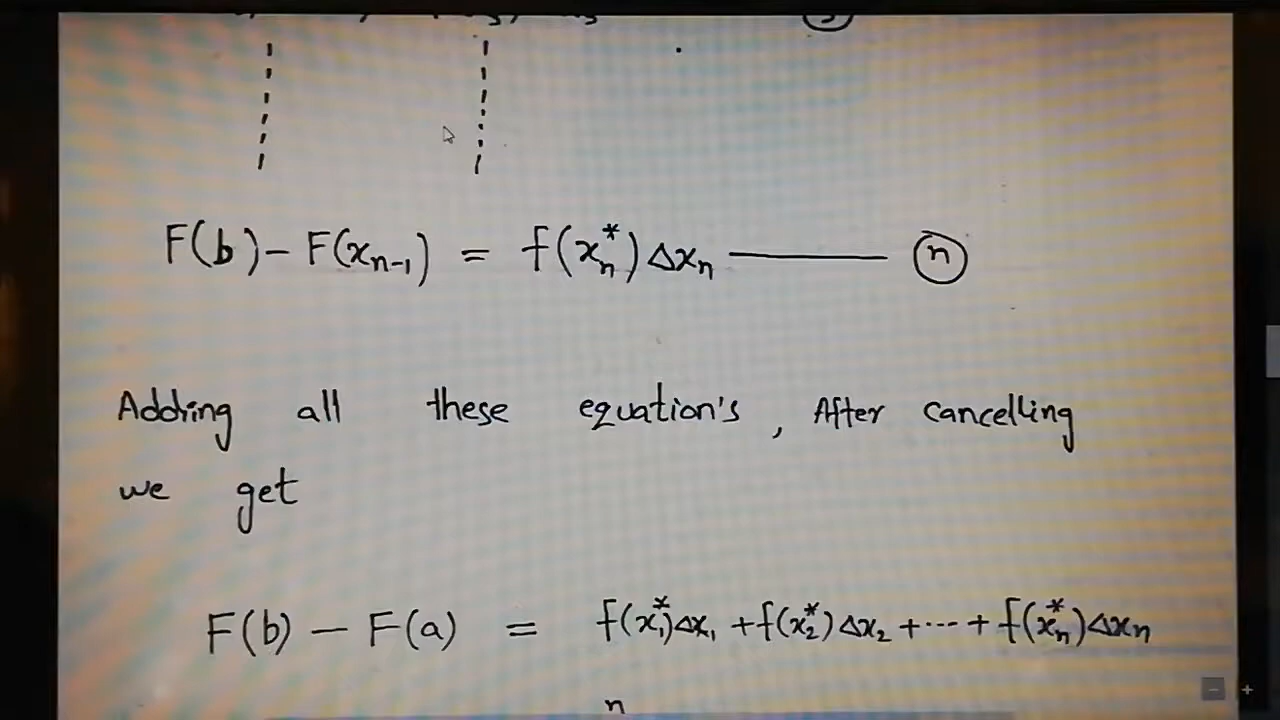 F(b) - F(xₙ₋₁) = f(xₙ*) Δxₙ ——— ⓝ
Adding all these equation's, After cancelling
we get
F(b) - F(a) = f(x₁*)Δx₁ + f(x₂*)Δx₂ + ··· + f(xₙ*)Δxₙ
n